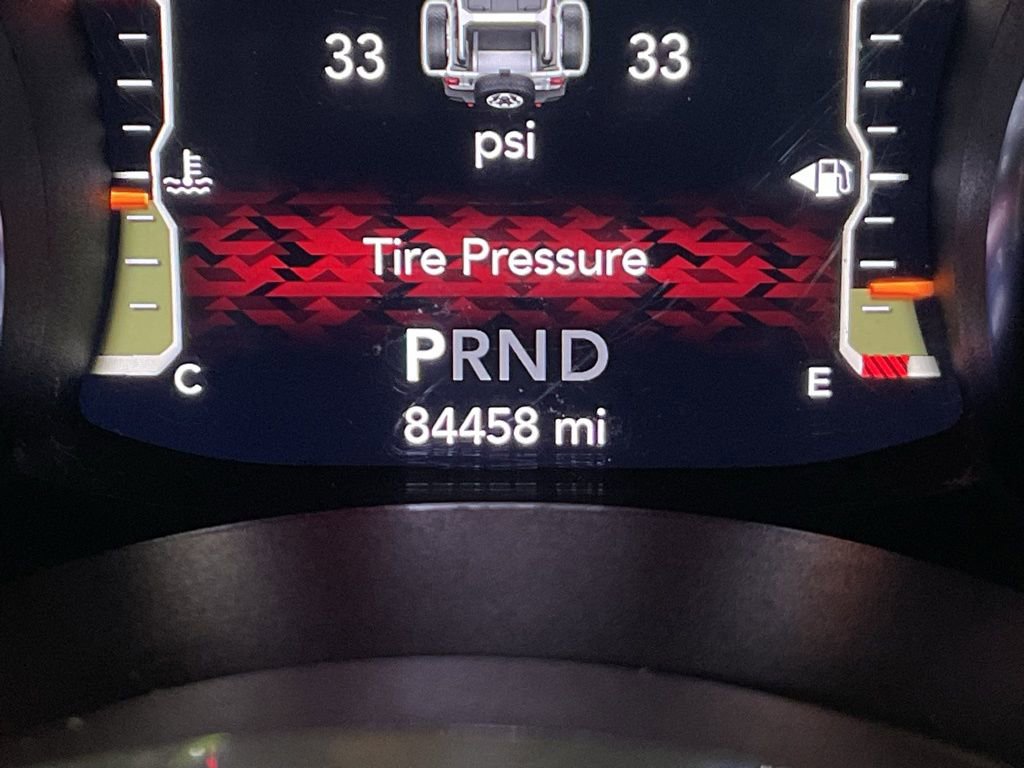 33 33
psi
Tire Pressure
PRND
C E
84458 mi